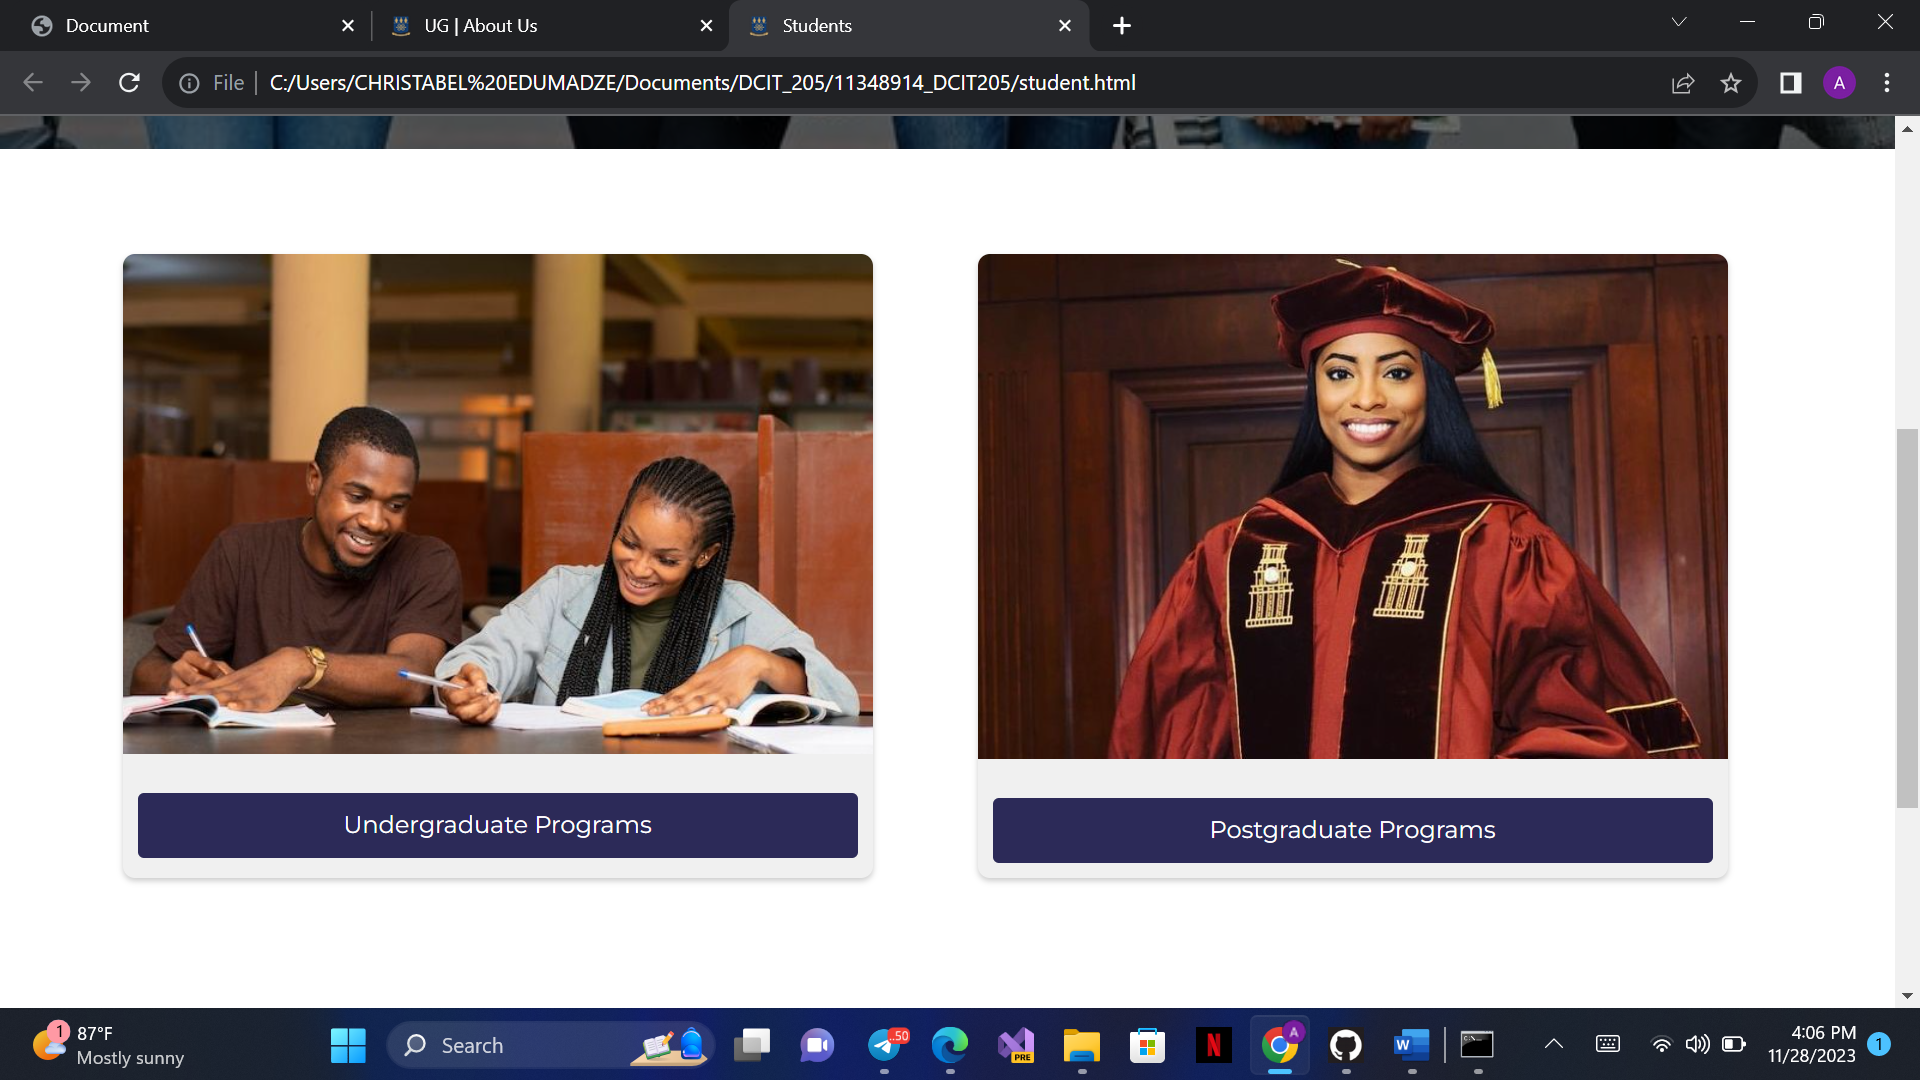 Document
UG | About Us
Students
File
C:/Users/CHRISTABEL%20EDUMADZE/Documents/DCIT_205/11348914_DCIT205/student.html
A
Undergraduate Programs
Postgraduate Programs
1
87°F
Mostly sunny
Search
..50
PRE
N
A
W
4:06 PM
11/28/2023
1